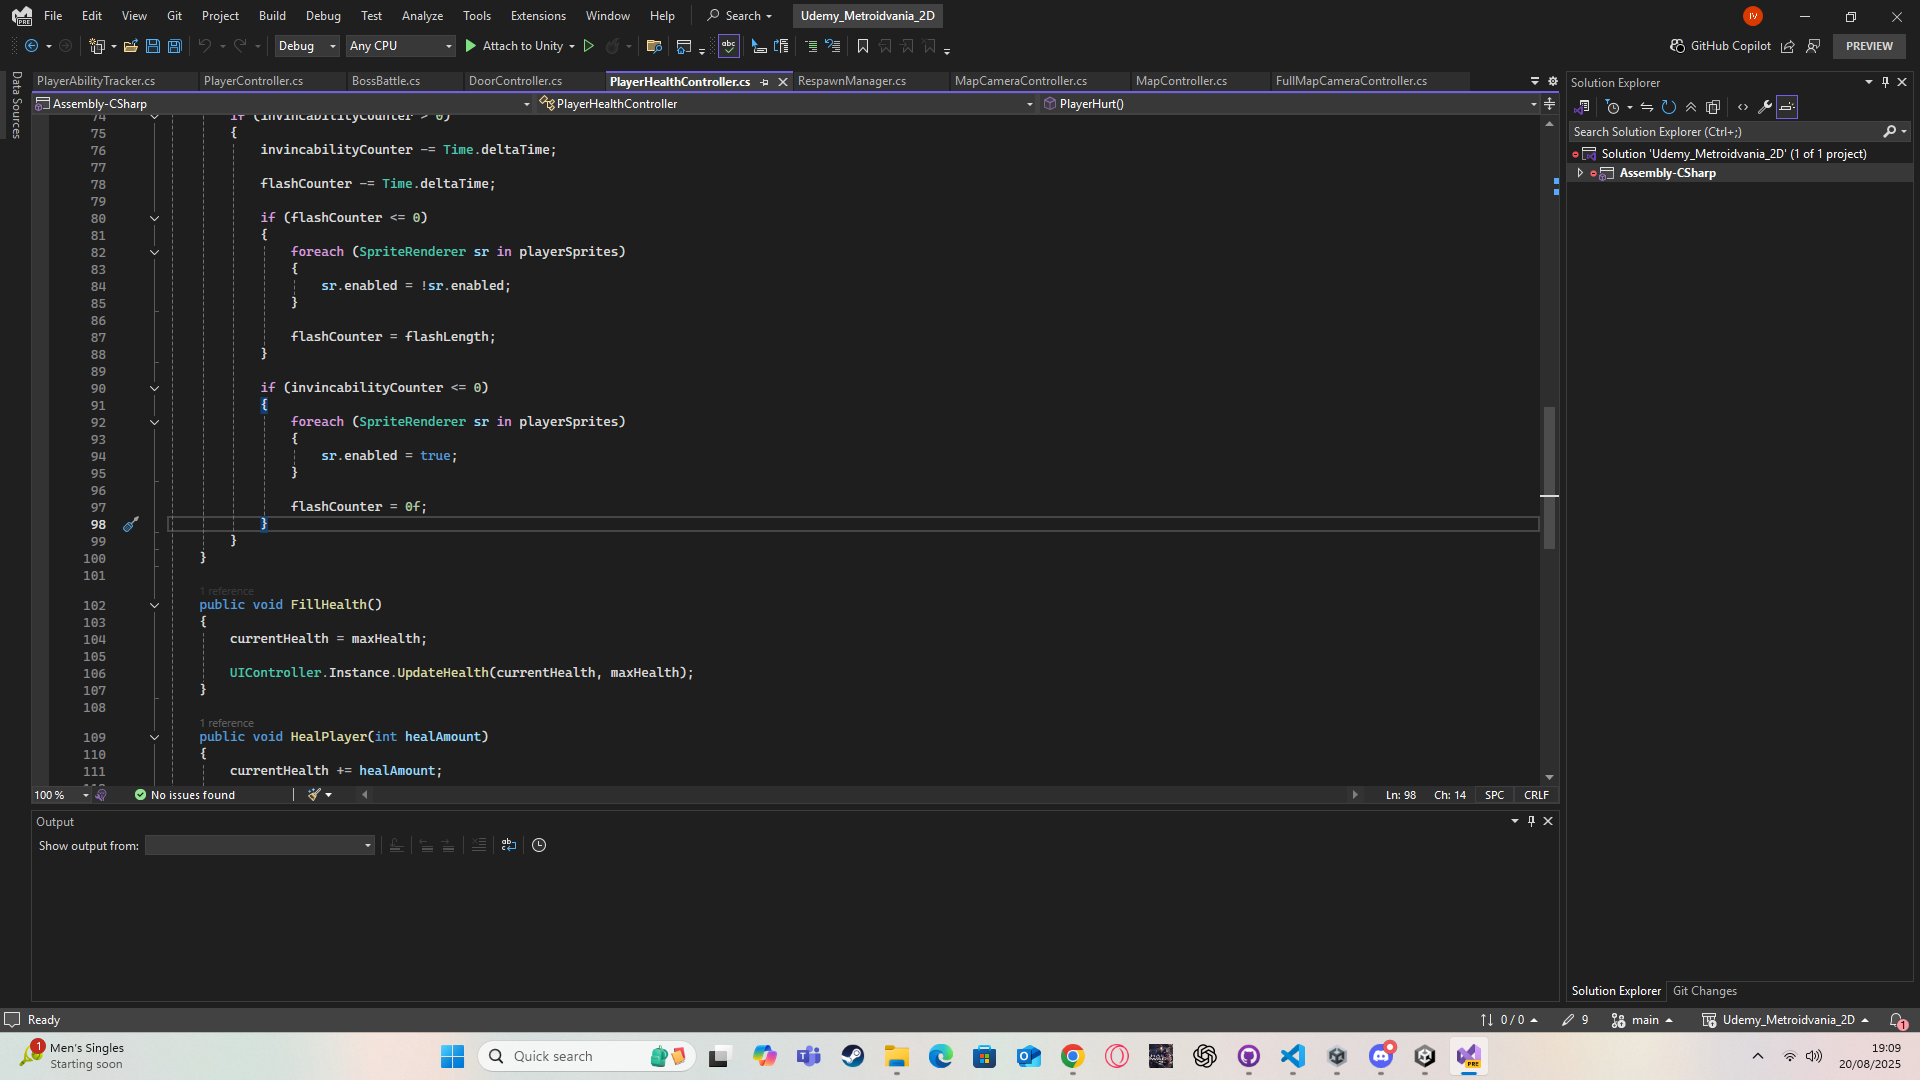 File Edit View Git Project Build Debug Test Analyze Tools Extensions Window Help Search Udemy_Metroidvania_2D IV
Debug Any CPU Attach to Unity GitHub Copilot PREVIEW
Data Sources
PlayerAbilityTracker.cs PlayerController.cs BossBattle.cs DoorController.cs PlayerHealthController.cs RespawnManager.cs MapCameraController.cs MapController.cs FullMapCameraController.cs
Assembly-CSharp PlayerHealthController PlayerHurt()
74 if (invincabilityCounter > 0)
75 {
76 invincabilityCounter -= Time.deltaTime;
77
78 flashCounter -= Time.deltaTime;
79
80 if (flashCounter <= 0)
81 {
82 foreach (SpriteRenderer sr in playerSprites)
83 {
84 sr.enabled = !sr.enabled;
85 }
86
87 flashCounter = flashLength;
88 }
89
90 if (invincabilityCounter <= 0)
91 {
92 foreach (SpriteRenderer sr in playerSprites)
93 {
94 sr.enabled = true;
95 }
96
97 flashCounter = 0f;
98 }
99 }
100 }
101
1 reference
102 public void FillHealth()
103 {
104 currentHealth = maxHealth;
105
106 UIController.Instance.UpdateHealth(currentHealth, maxHealth);
107 }
108
1 reference
109 public void HealPlayer(int healAmount)
110 {
111 currentHealth += healAmount;
100 % No issues found Ln: 98 Ch: 14 SPC CRLF
Output
Show output from:
Solution Explorer
Search Solution Explorer (Ctrl+;)
Solution 'Udemy_Metroidvania_2D' (1 of 1 project)
Assembly-CSharp
Solution Explorer Git Changes
Ready 0 / 0 9 main Udemy_Metroidvania_2D 1
1 Men's Singles
Starting soon
Quick search
PRE
19:09
20/08/2025